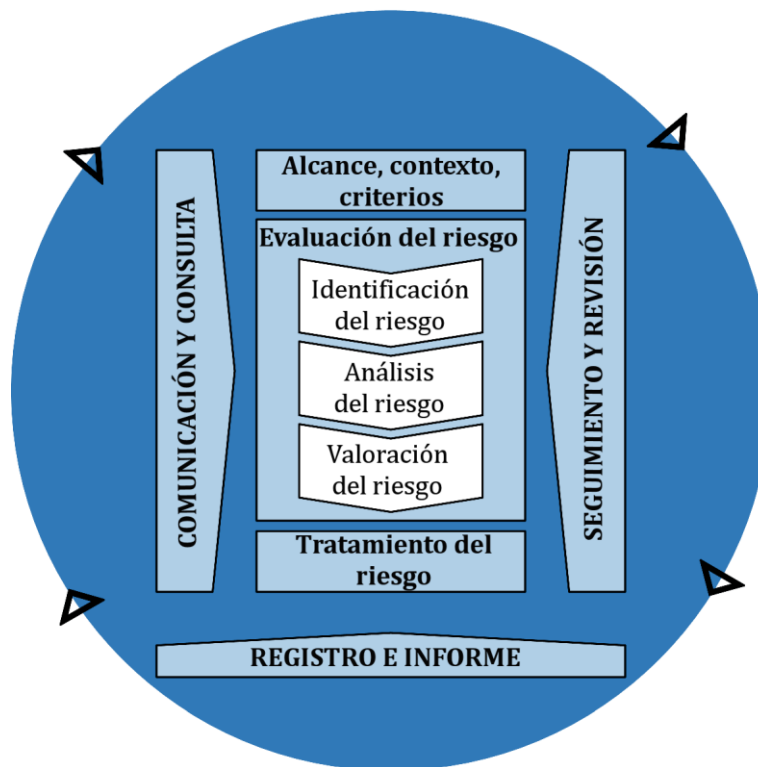 Alcance, contexto,
criterios
Evaluación del riesgo
Identificación
del riesgo
Análisis
del riesgo
Valoración
del riesgo
Tratamiento del
riesgo
COMUNICACIÓN Y CONSULTA
SEGUIMIENTO Y REVISIÓN
REGISTRO E INFORME